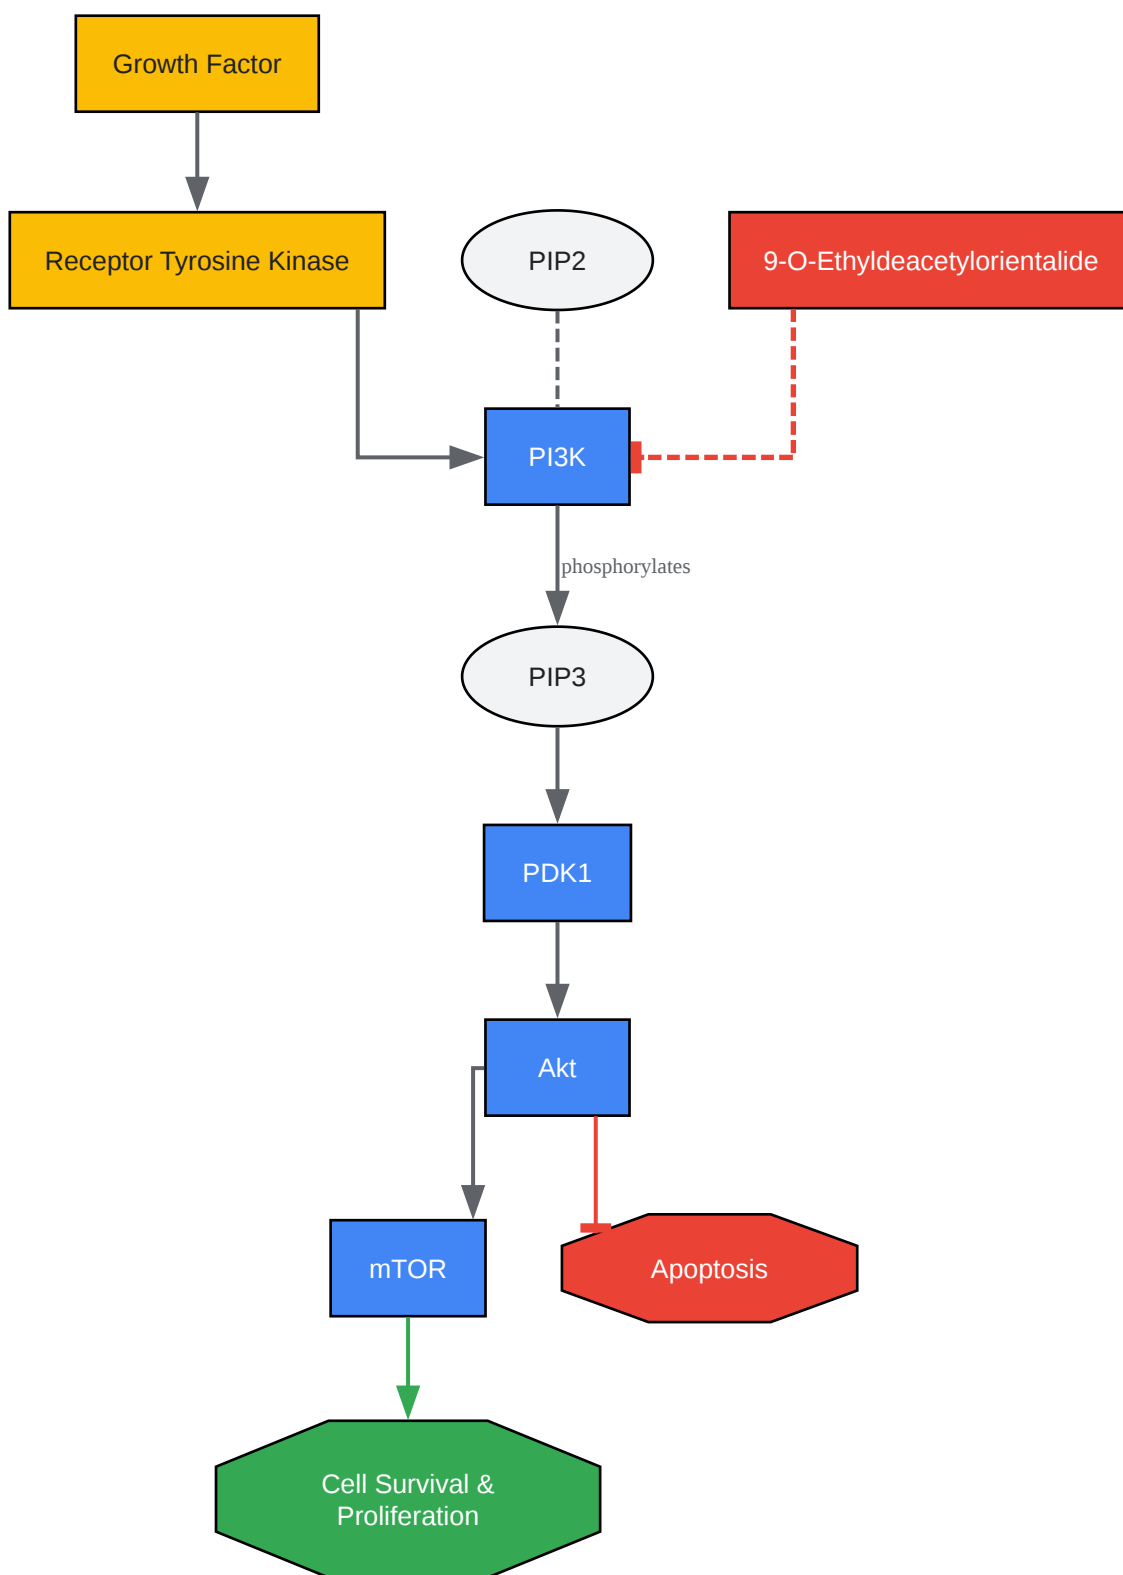 Growth Factor
Receptor Tyrosine Kinase
PIP2
9-O-Ethyldeacetylorientalide
PI3K
phosphorylates
PIP3
PDK1
Akt
mTOR
Apoptosis
Cell Survival &
Proliferation